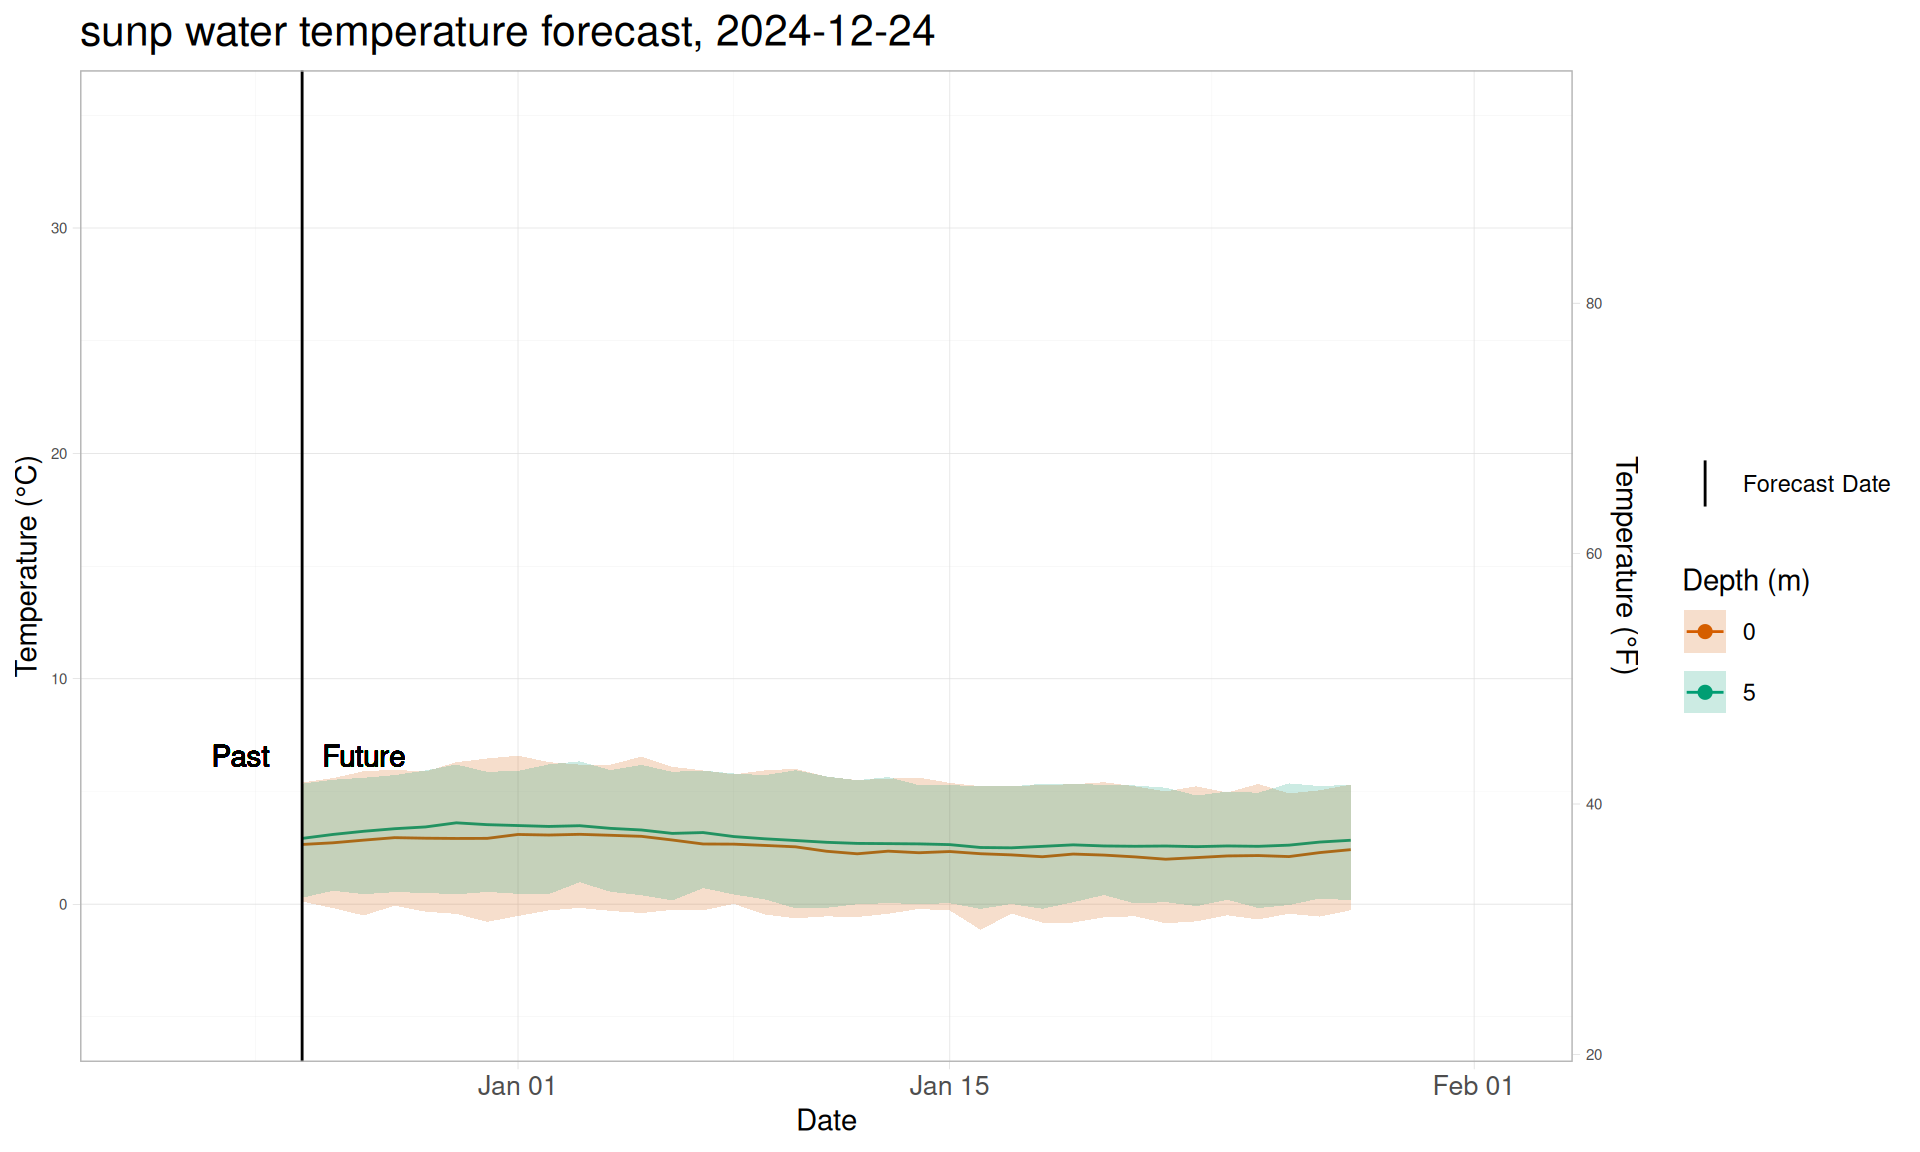 sunp water temperature forecast, 2024-12-24
30
20
10
0
Temperature (°C)
Past
Future
80
60
40
20
Temperature (°F)
Jan 01
Jan 15
Feb 01
Date
Forecast Date
Depth (m)
0
5